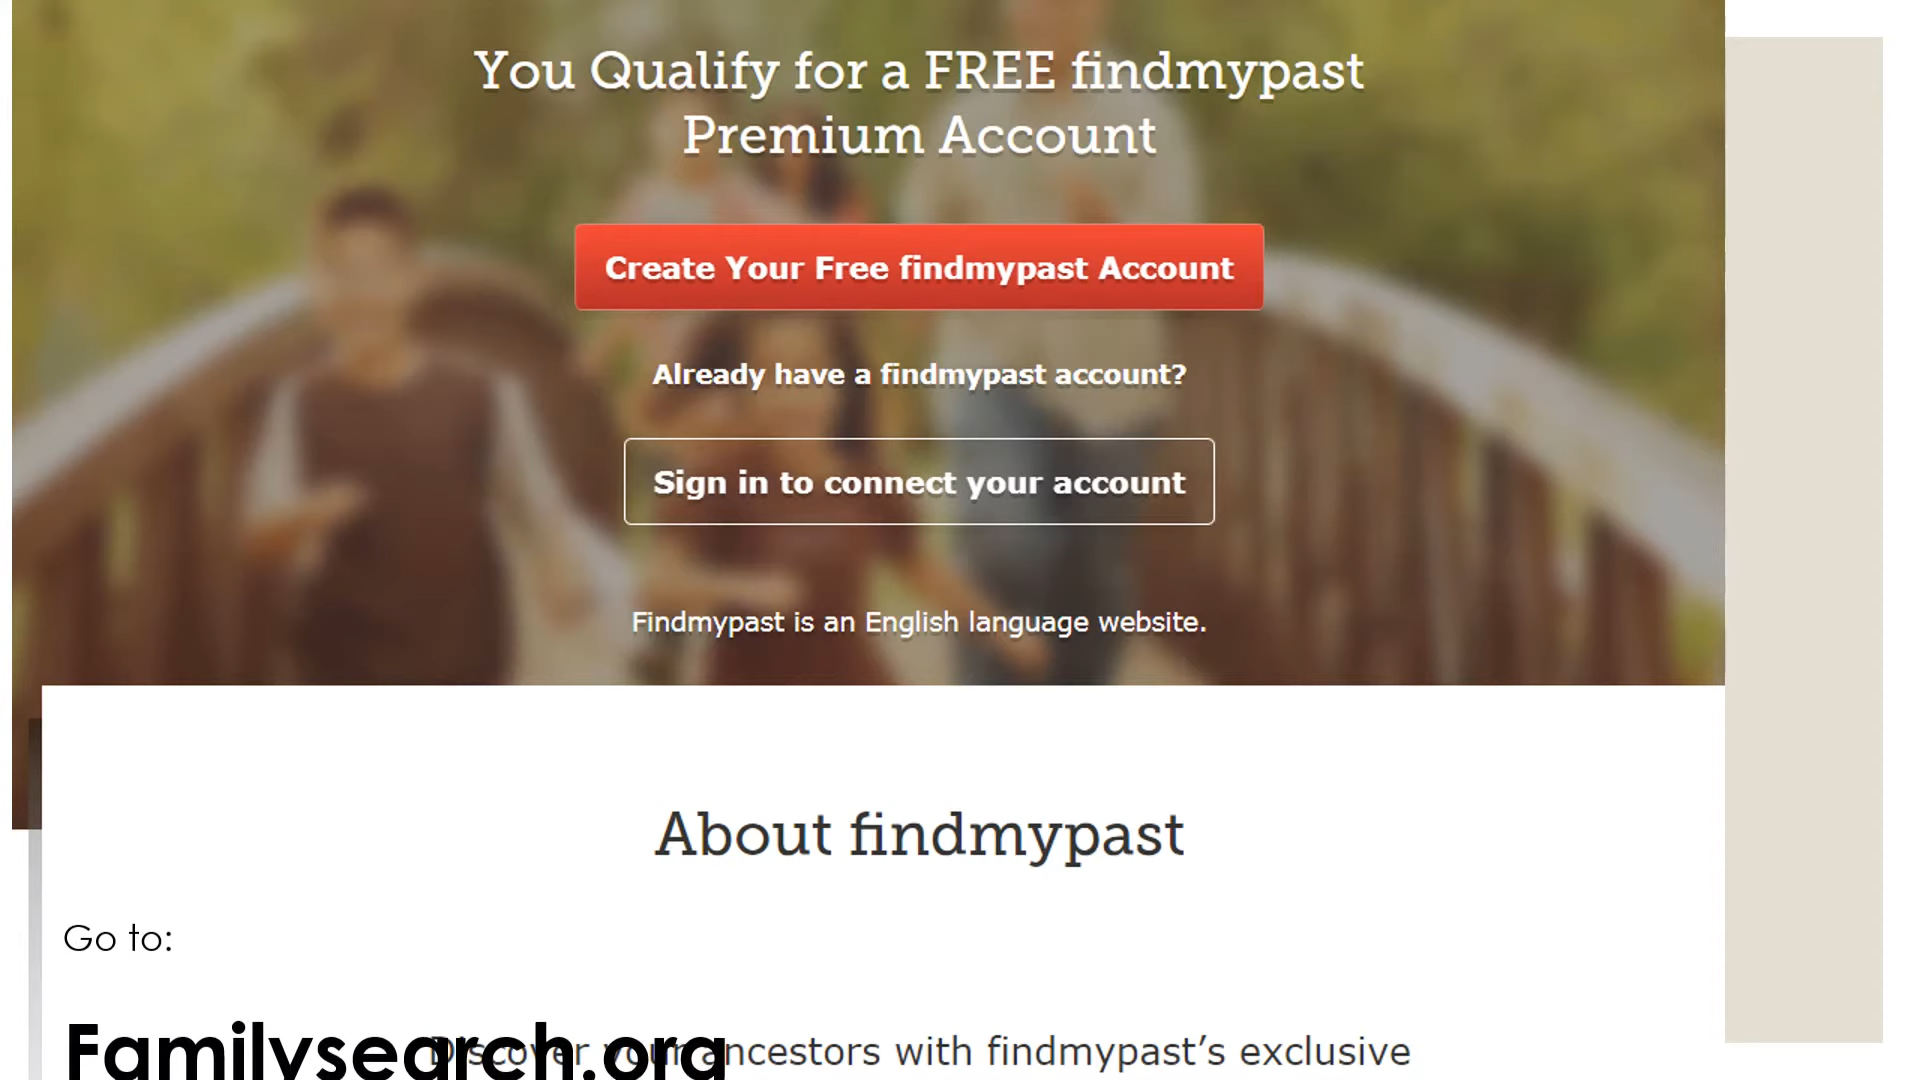 You Qualify for a FREE findmypast
Premium Account
Create Your Free findmypast Account
Already have a findmypast account?
Sign in to connect your account
Findmypast is an English language website.
About findmypast
Go to:
Familysearch.org
Discover your ancestors with findmypast’s exclusive